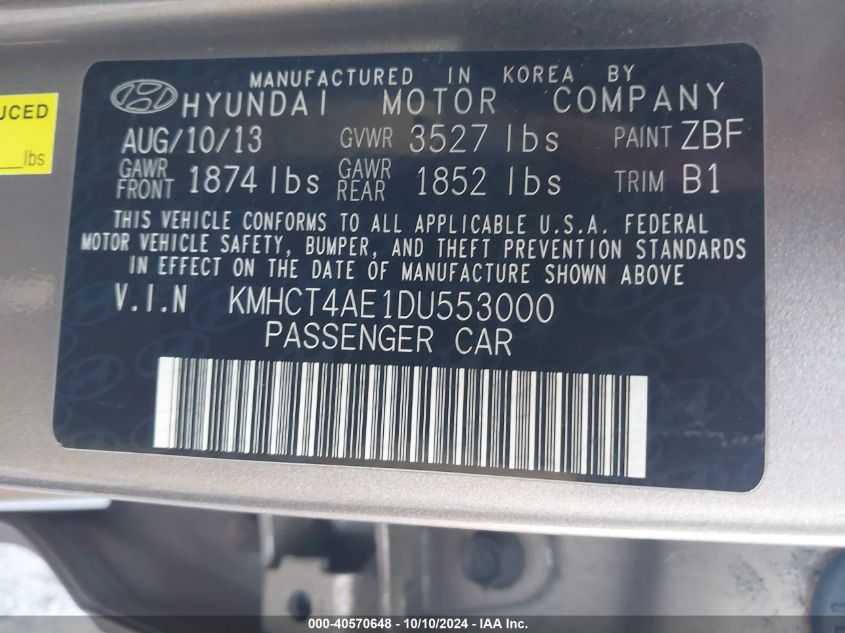 UCED
lbs
MANUFACTURED IN KOREA BY
HYUNDAI MOTOR COMPANY
AUG/10/13 GVWR 3527 lbs PAINT ZBF
GAWR FRONT 1874 lbs GAWR REAR 1852 lbs TRIM B1
THIS VEHICLE CONFORMS TO ALL APPLICABLE U.S.A. FEDERAL
MOTOR VEHICLE SAFETY, BUMPER, AND THEFT PREVENTION STANDARDS
IN EFFECT ON THE DATE OF MANUFACTURE SHOWN ABOVE
V.I.N KMHCT4AE1DU553000
PASSENGER CAR
000-40570648 - 10/10/2024 - IAA Inc.